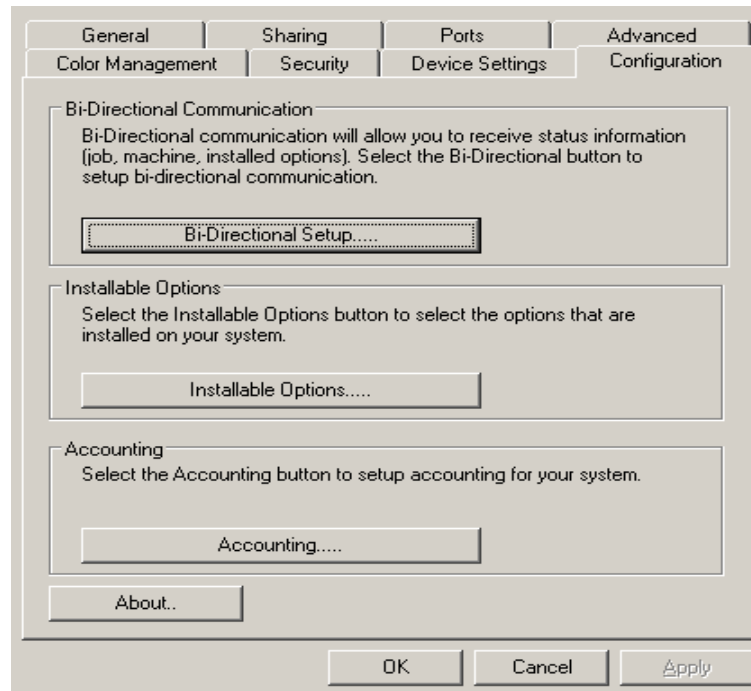 General Sharing Ports Advanced
Color Management Security Device Settings Configuration
Bi-Directional Communication
Bi-Directional communication will allow you to receive status information
(job, machine, installed options). Select the Bi-Directional button to
setup bi-directional communication.
Bi-Directional Setup.....
Installable Options
Select the Installable Options button to select the options that are
installed on your system.
Installable Options.....
Accounting
Select the Accounting button to setup accounting for your system.
Accounting.....
About..
OK Cancel Apply